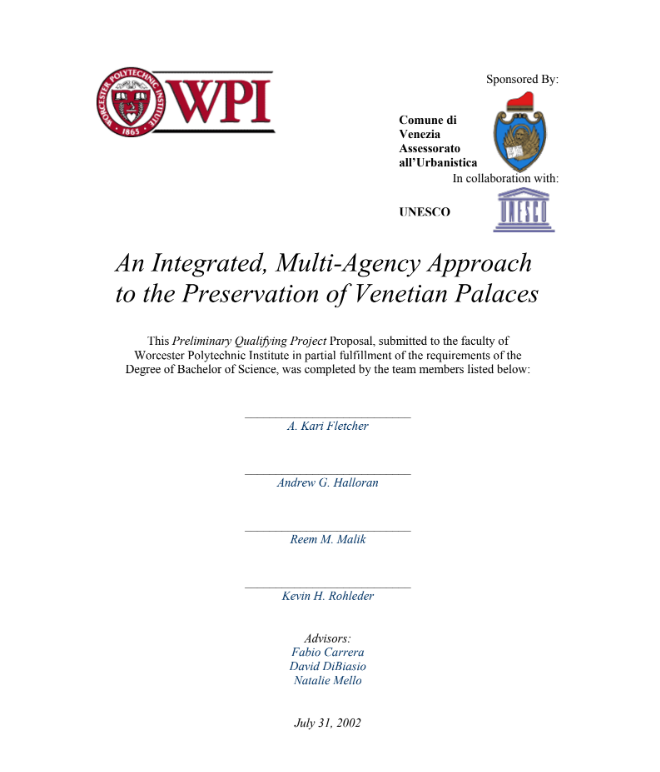 WORCESTER POLYTECHNIC INSTITUTE
1865
WPI
Sponsored By:
Comune di
Venezia
Assessorato
all'Urbanistica
In collaboration with:
UNESCO
UNESCO
An Integrated, Multi-Agency Approach
to the Preservation of Venetian Palaces
This Preliminary Qualifying Project Proposal, submitted to the faculty of
Worcester Polytechnic Institute in partial fulfillment of the requirements of the
Degree of Bachelor of Science, was completed by the team members listed below:
A. Kari Fletcher
Andrew G. Halloran
Reem M. Malik
Kevin H. Rohleder
Advisors:
Fabio Carrera
David DiBiasio
Natalie Mello
July 31, 2002